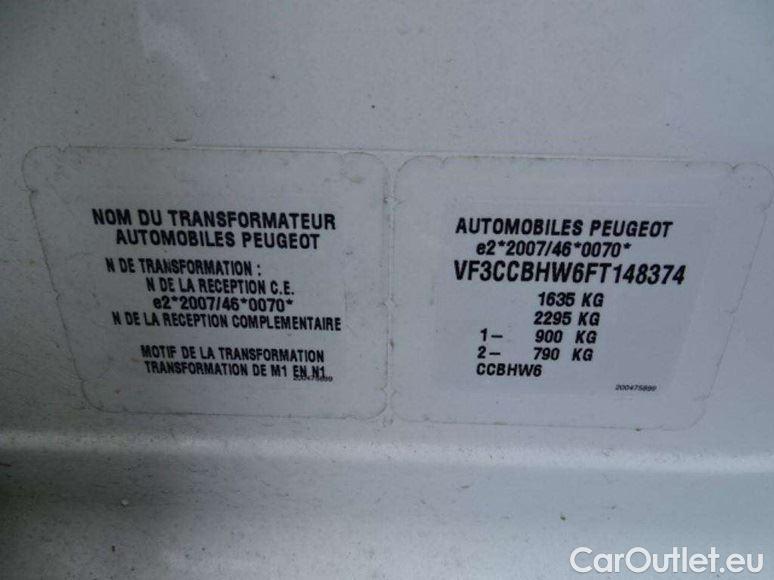 NOM DU TRANSFORMATEUR
AUTOMOBILES PEUGEOT
N DE TRANSFORMATION :
N DE LA RECEPTION C.E.
e2*2007/46*0070*
N DE LA RECEPTION COMPLEMENTAIRE
MOTIF DE LA TRANSFORMATION
TRANSFORMATION DE M1 EN N1
200475899
AUTOMOBILES PEUGEOT
e2*2007/46*0070*
VF3CCBHW6FT148374
1635 KG
2295 KG
1- 900 KG
2- 790 KG
CCBHW6
200475899
CarOutlet.eu